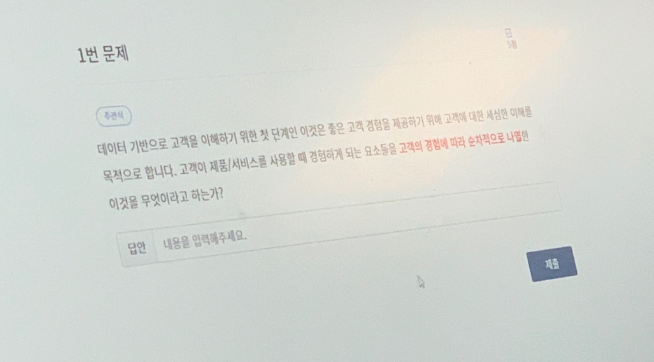 1번 문제
5점
주관식
데이터 기반으로 고객을 이해하기 위한 첫 단계인 이것은 좋은 고객 경험을 제공하기 위해 고객에 대한 세심한 이해를
목적으로 합니다. 고객이 제품/서비스를 사용할 때 경험하게 되는 요소들을 고객의 경험에 따라 순차적으로 나열한
이것을 무엇이라고 하는가?
답안 내용을 입력해주세요.
제출